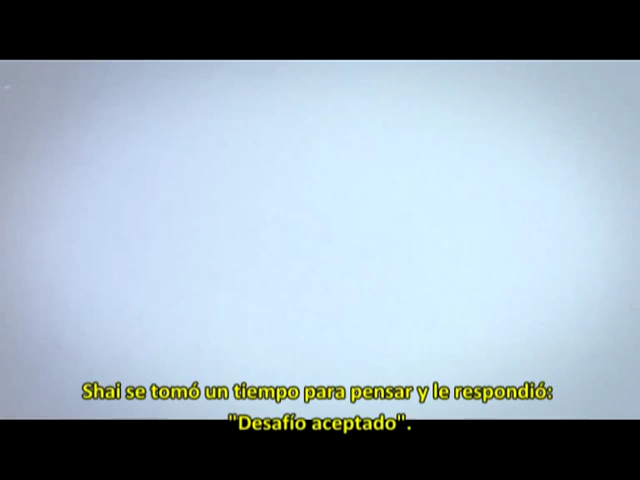 Shai se tomó un tiempo para pensar y le respondió:
"Desafío aceptado".